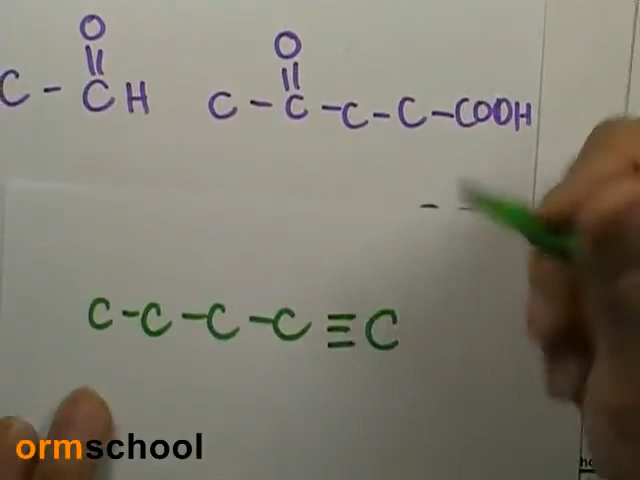 O O
C - C H C - C - C - C - COOH
- -
C - C - C - C ≡ C
ormschool